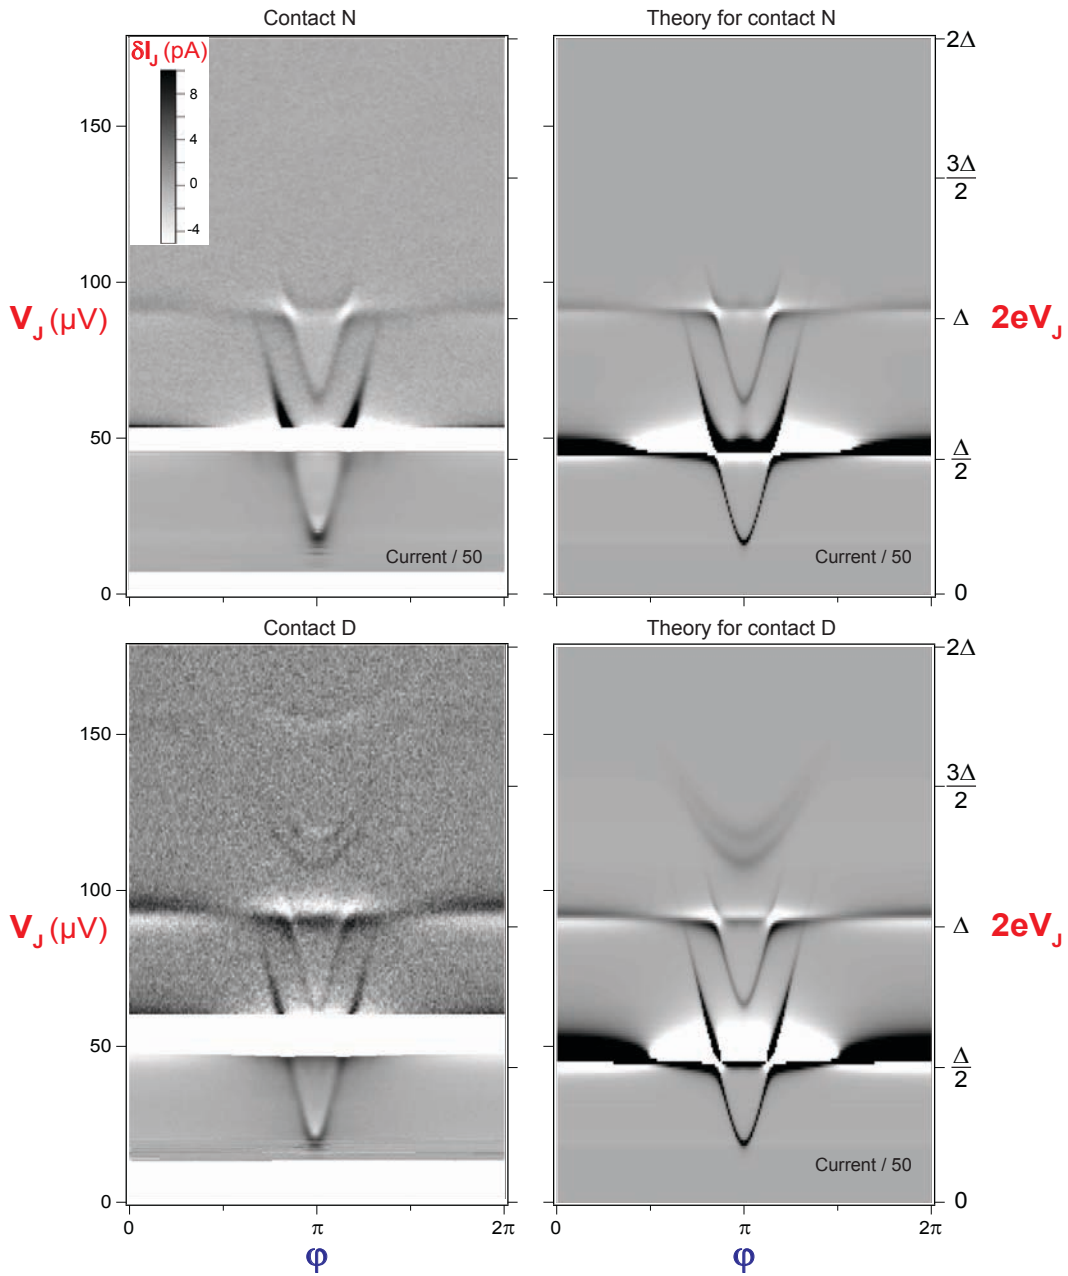 Contact N
Theory for contact N
δI_J (pA)
8
4
0
-4
150
100
50
0
V_J (μV)
Current / 50
2Δ
3Δ
2
Δ
2eV_J
Δ
2
0
Current / 50
Contact D
Theory for contact D
150
100
50
0
V_J (μV)
0
π
2π
φ
2Δ
3Δ
2
Δ
2eV_J
Δ
2
0
Current / 50
0
π
2π
φ